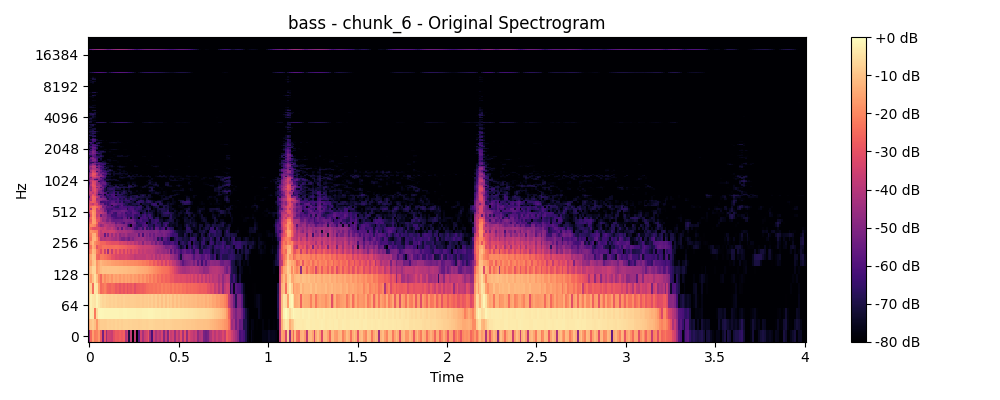 bass - chunk_6 - Original Spectrogram
Hz
16384
8192
4096
2048
1024
512
256
128
64
0
0 0.5 1 1.5 2 2.5 3 3.5 4
Time
+0 dB
-10 dB
-20 dB
-30 dB
-40 dB
-50 dB
-60 dB
-70 dB
-80 dB